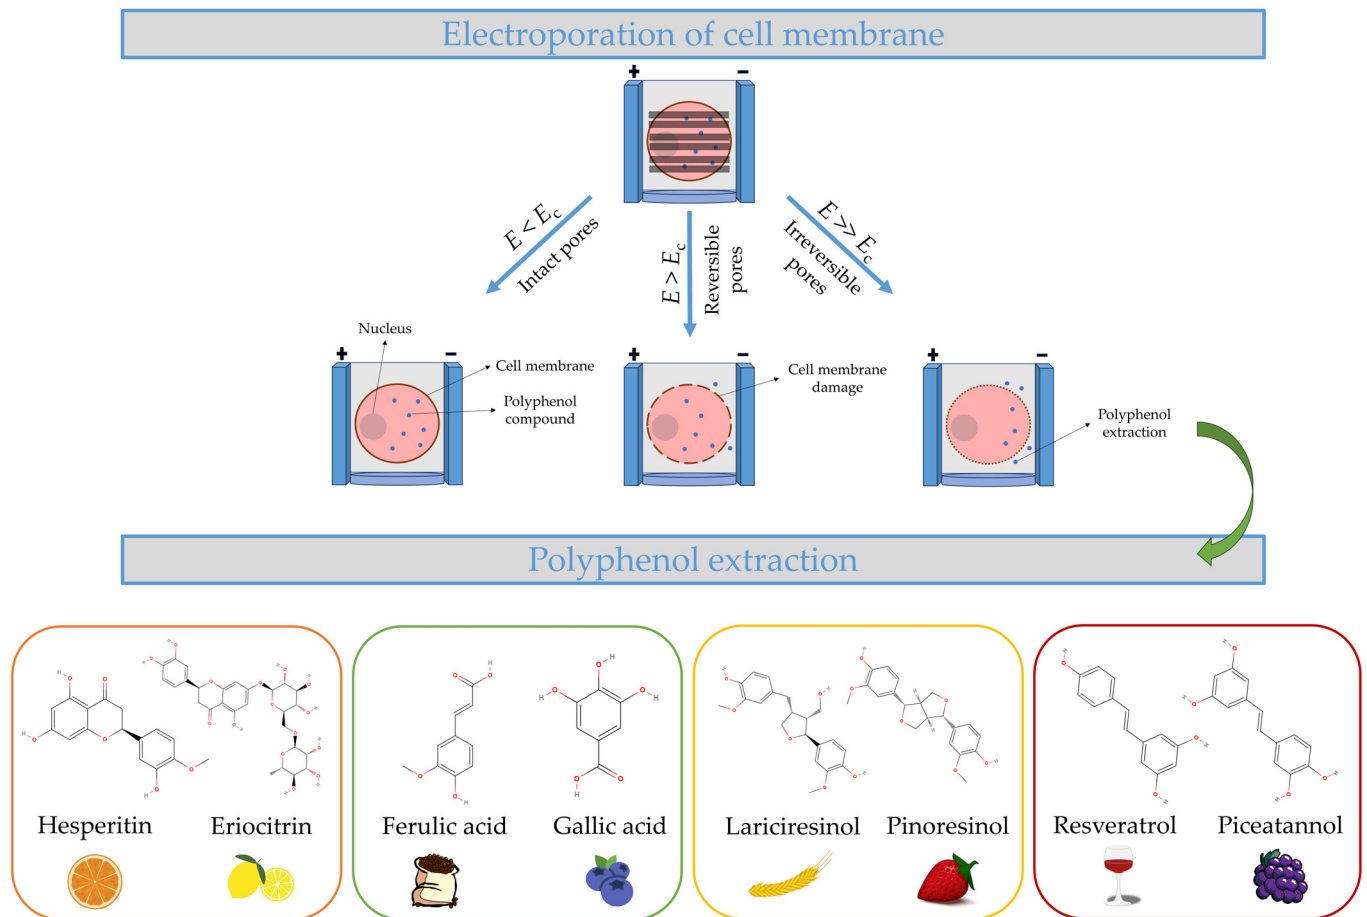 Electroporation of cell membrane
+ −
E < Ec
Intact pores
E > Ec
Reversible
pores
E >> Ec
Irreversible
pores
Nucleus
+ −
Cell membrane
Polyphenol
compound
+ −
Cell membrane
damage
+ −
Polyphenol
extraction
Polyphenol extraction
Hesperitin
Eriocitrin
Ferulic acid
Gallic acid
Lariciresinol
Pinoresinol
Resveratrol
Piceatannol